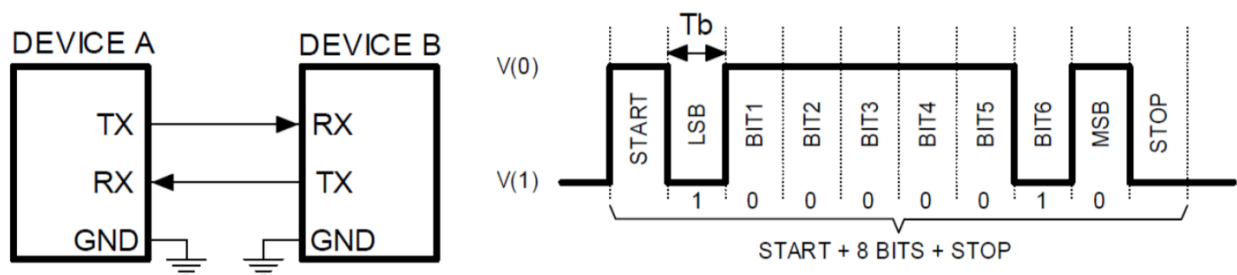 DEVICE A
TX
RX
GND
DEVICE B
RX
TX
GND
Tb
V(0)
V(1)
START
LSB
BIT1
BIT2
BIT3
BIT4
BIT5
BIT6
MSB
STOP
1 0 0 0 0 0 1 0
START + 8 BITS + STOP